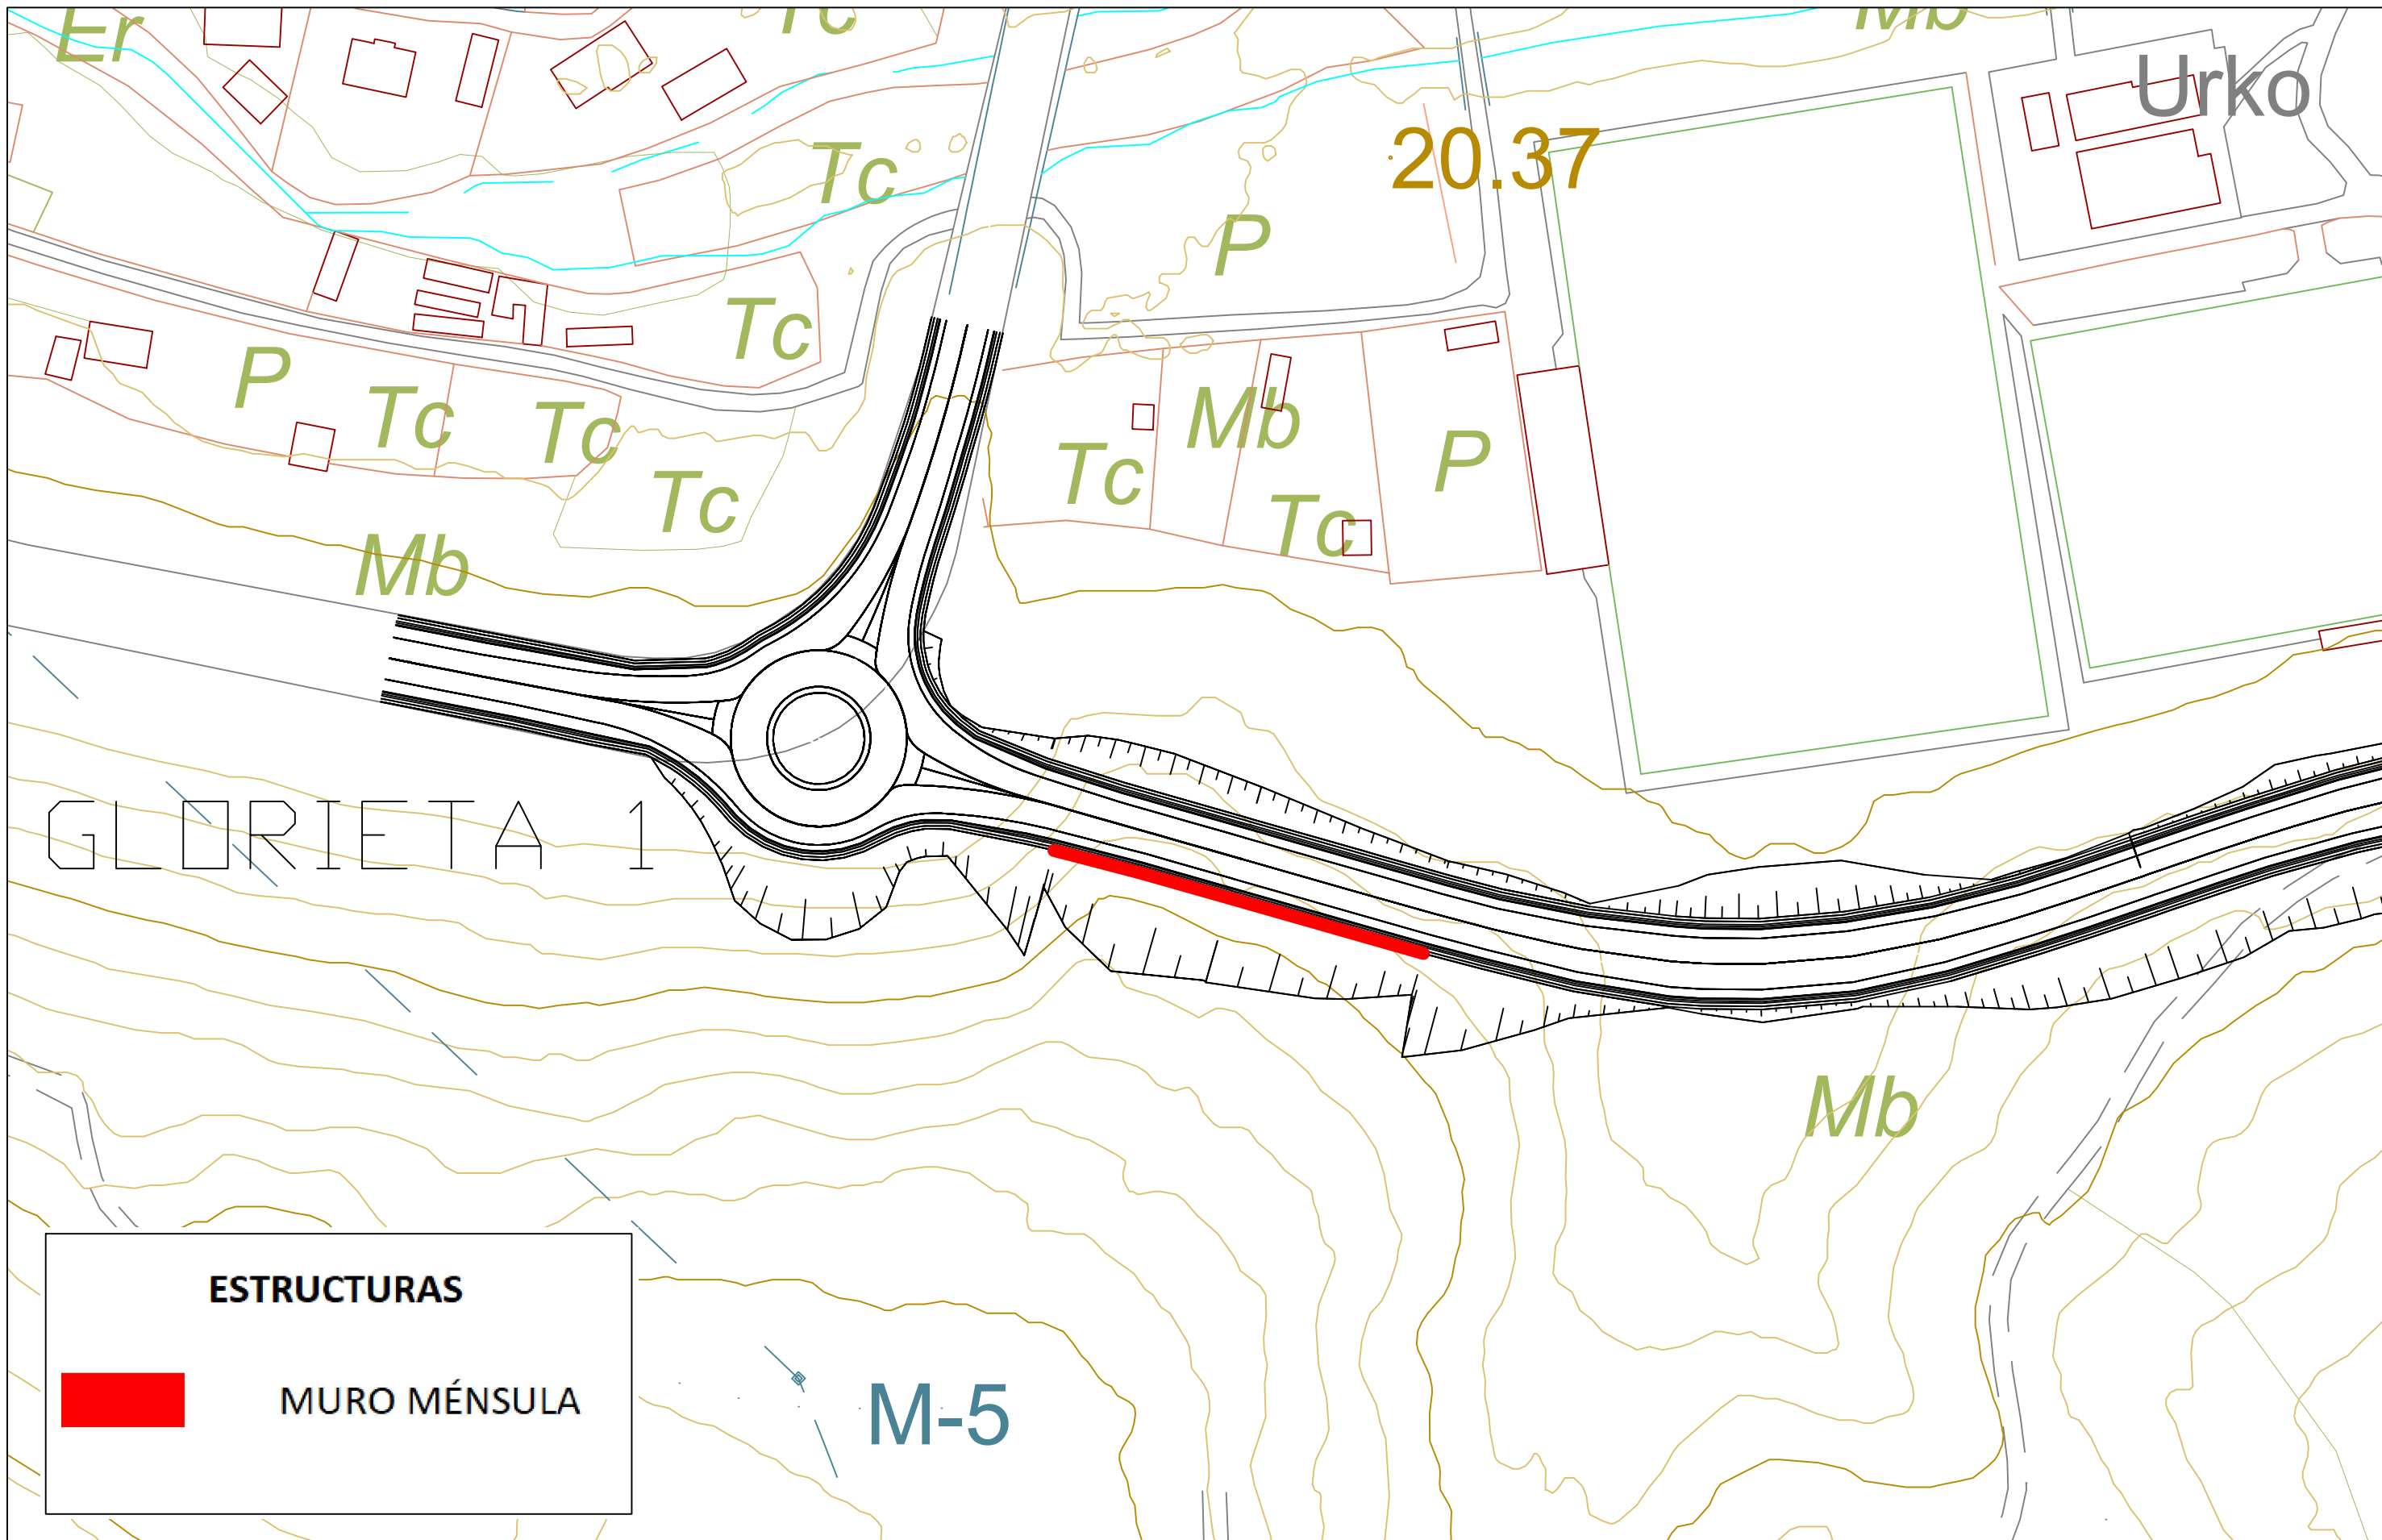 Er
Tc
Mb
Urko
20.37
Tc
P
Tc
P
Tc
Tc
Mb
Tc
P
Tc
Tc
Mb
GLORIETA 1
Mb
ESTRUCTURAS
MURO MÉNSULA
M-5